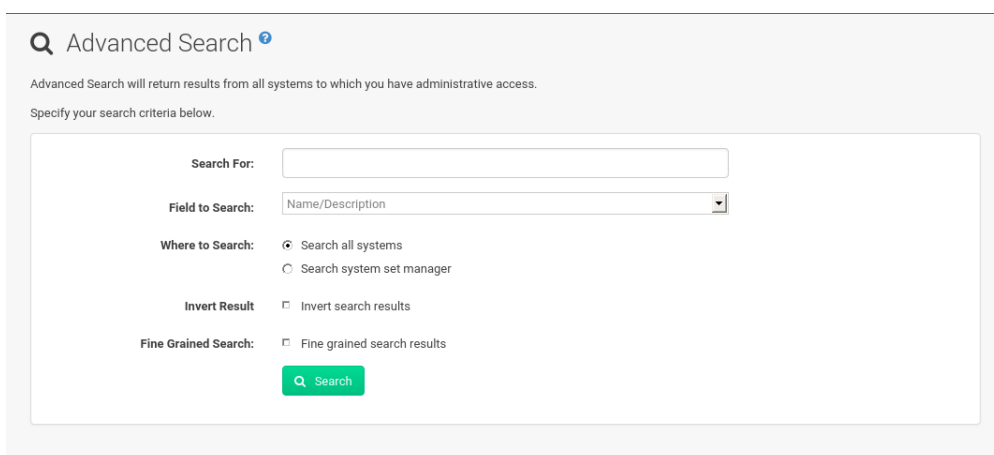 Advanced Search ?
Advanced Search will return results from all systems to which you have administrative access.
Specify your search criteria below.
Search For:
Field to Search: Name/Description
Where to Search: Search all systems
Search system set manager
Invert Result Invert search results
Fine Grained Search: Fine grained search results
Search